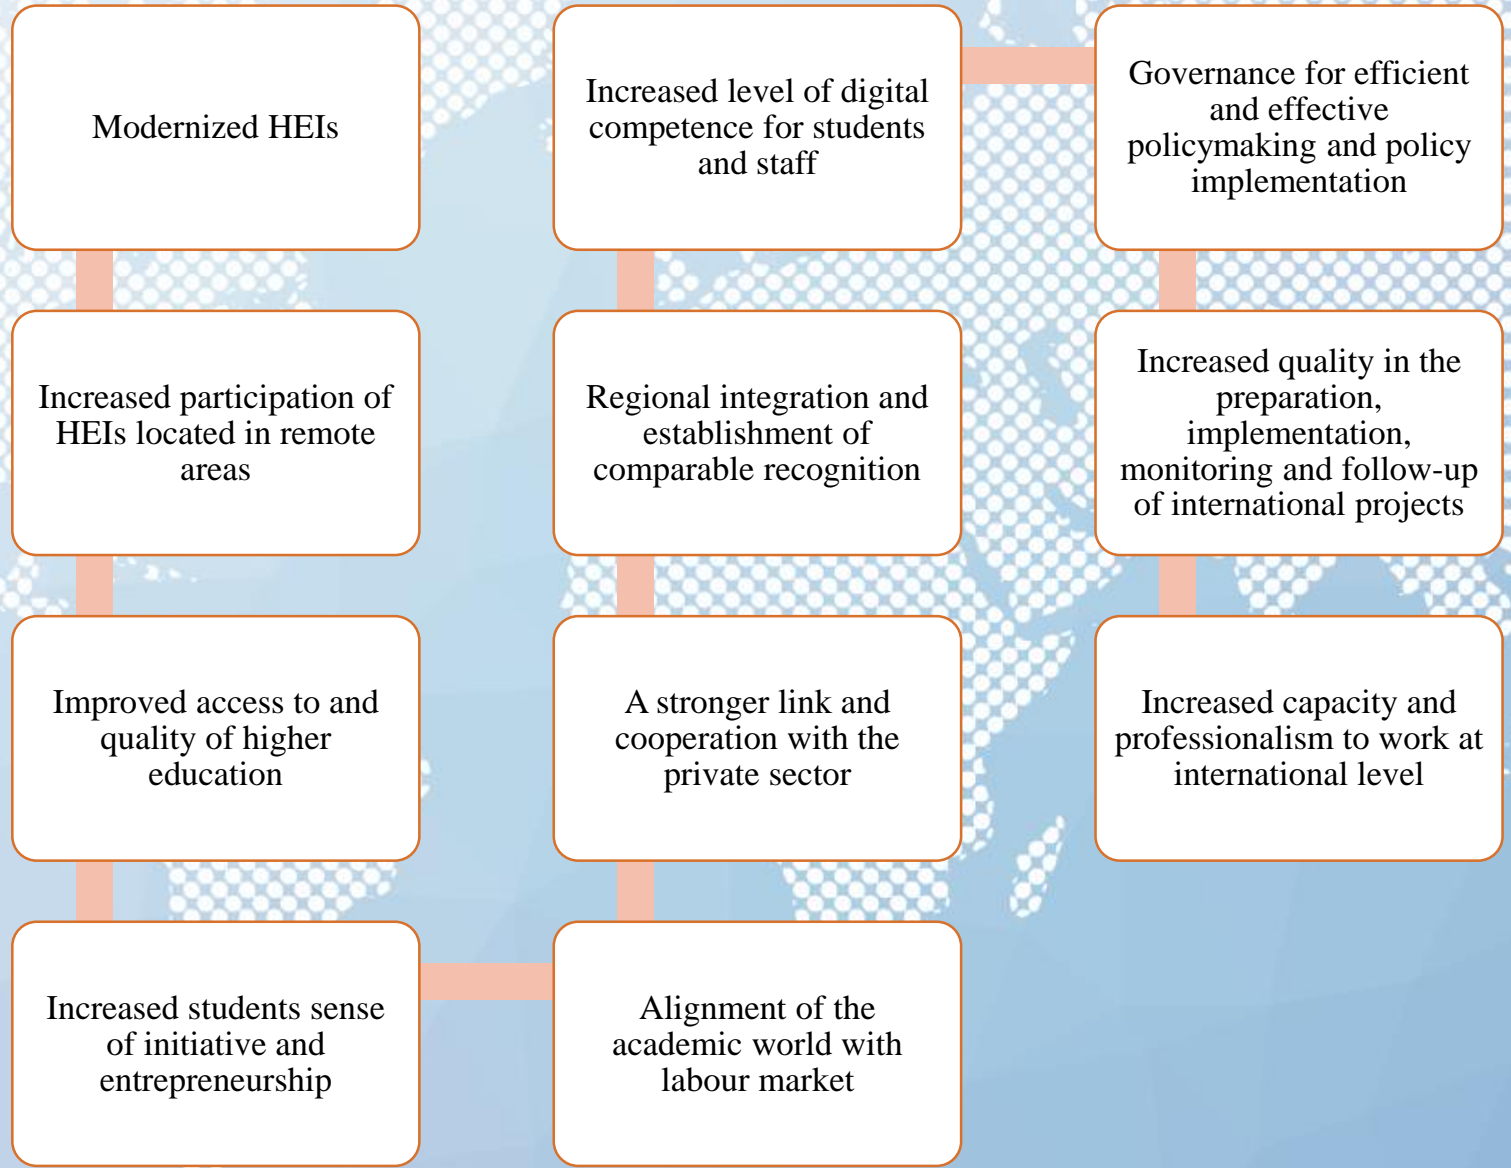 Modernized HEIs
Increased participation of
HEIs located in remote
areas
Improved access to and
quality of higher
education
Increased students sense
of initiative and
entrepreneurship
Alignment of the
academic world with
labour market
A stronger link and
cooperation with the
private sector
Regional integration and
establishment of
comparable recognition
Increased level of digital
competence for students
and staff
Governance for efficient
and effective
policymaking and policy
implementation
Increased quality in the
preparation,
implementation,
monitoring and follow-up
of international projects
Increased capacity and
professionalism to work at
international level